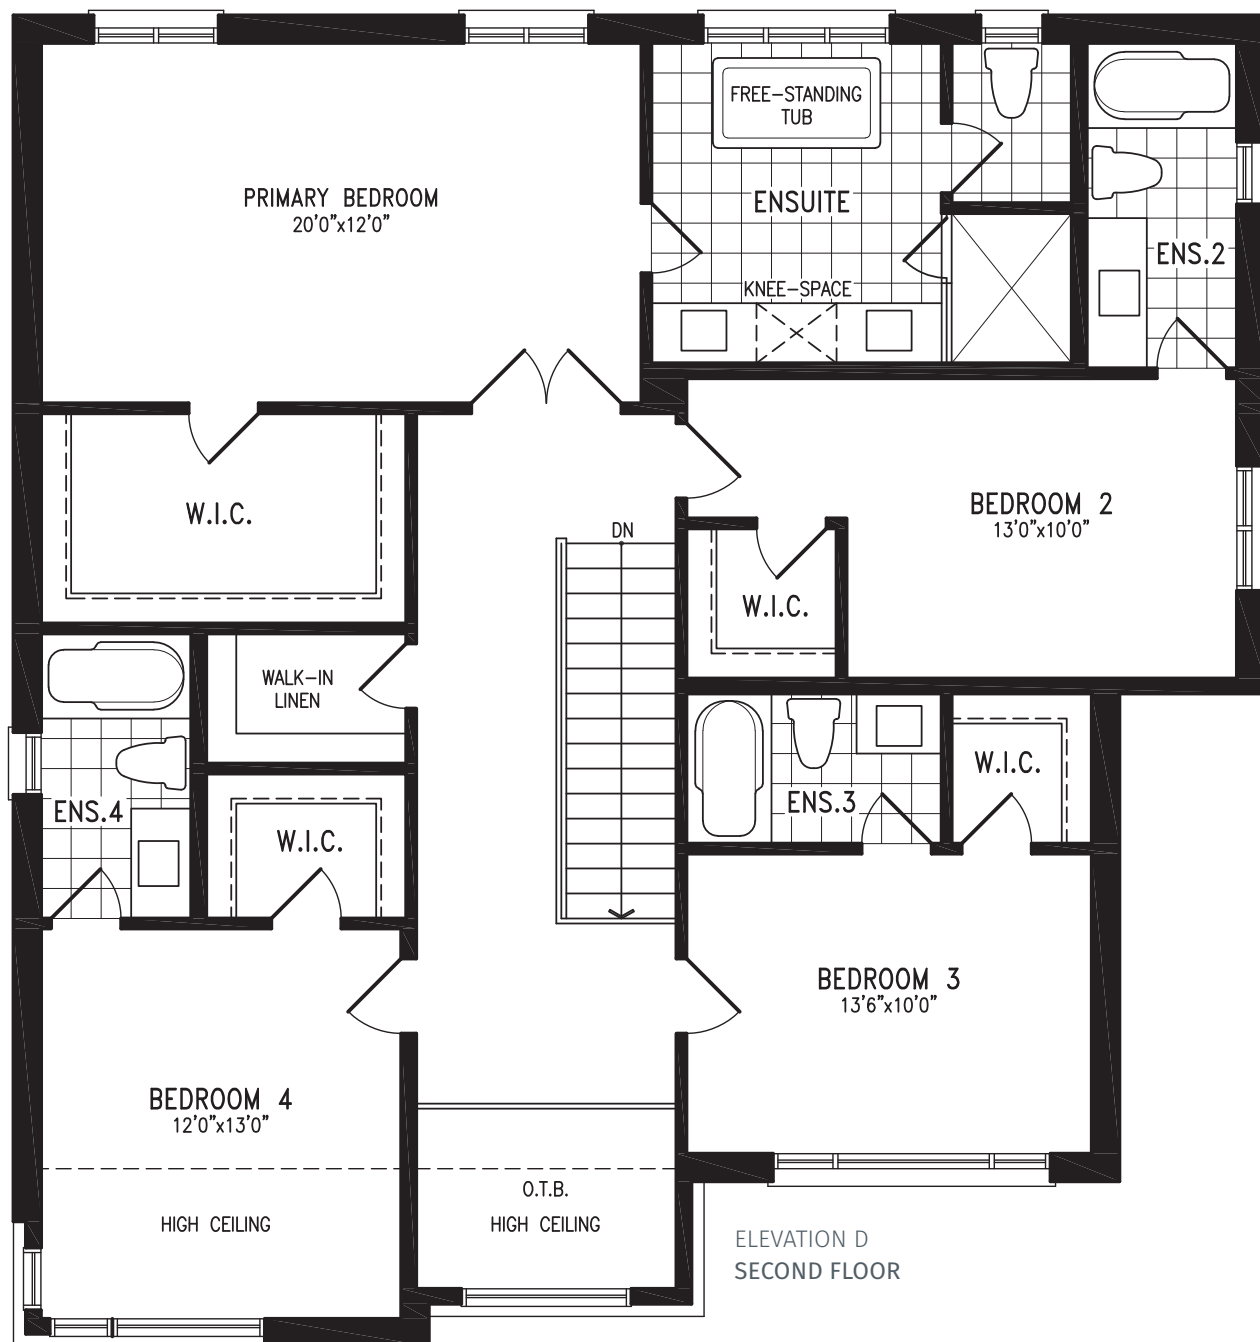 FREE-STANDING
TUB
PRIMARY BEDROOM
20'0"x12'0"
ENSUITE
ENS.2
KNEE-SPACE
W.I.C.
BEDROOM 2
13'0"x10'0"
DN
W.I.C.
WALK-IN
LINEN
W.I.C.
ENS.4
ENS.3
W.I.C.
BEDROOM 3
13'6"x10'0"
BEDROOM 4
12'0"x13'0"
O.T.B.
HIGH CEILING
HIGH CEILING
ELEVATION D
SECOND FLOOR